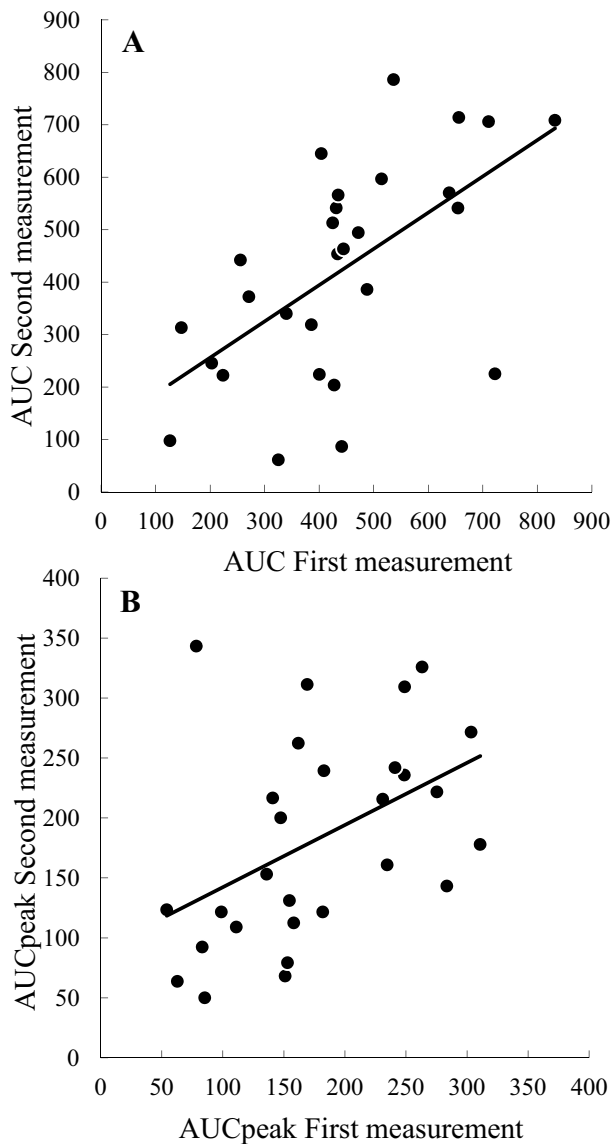 A
900
800
700
600
500
400
300
200
100
0
AUC Second measurement
0 100 200 300 400 500 600 700 800 900
AUC First measurement
B
400
350
300
250
200
150
100
50
0
AUCpeak Second measurement
0 50 100 150 200 250 300 350 400
AUCpeak First measurement